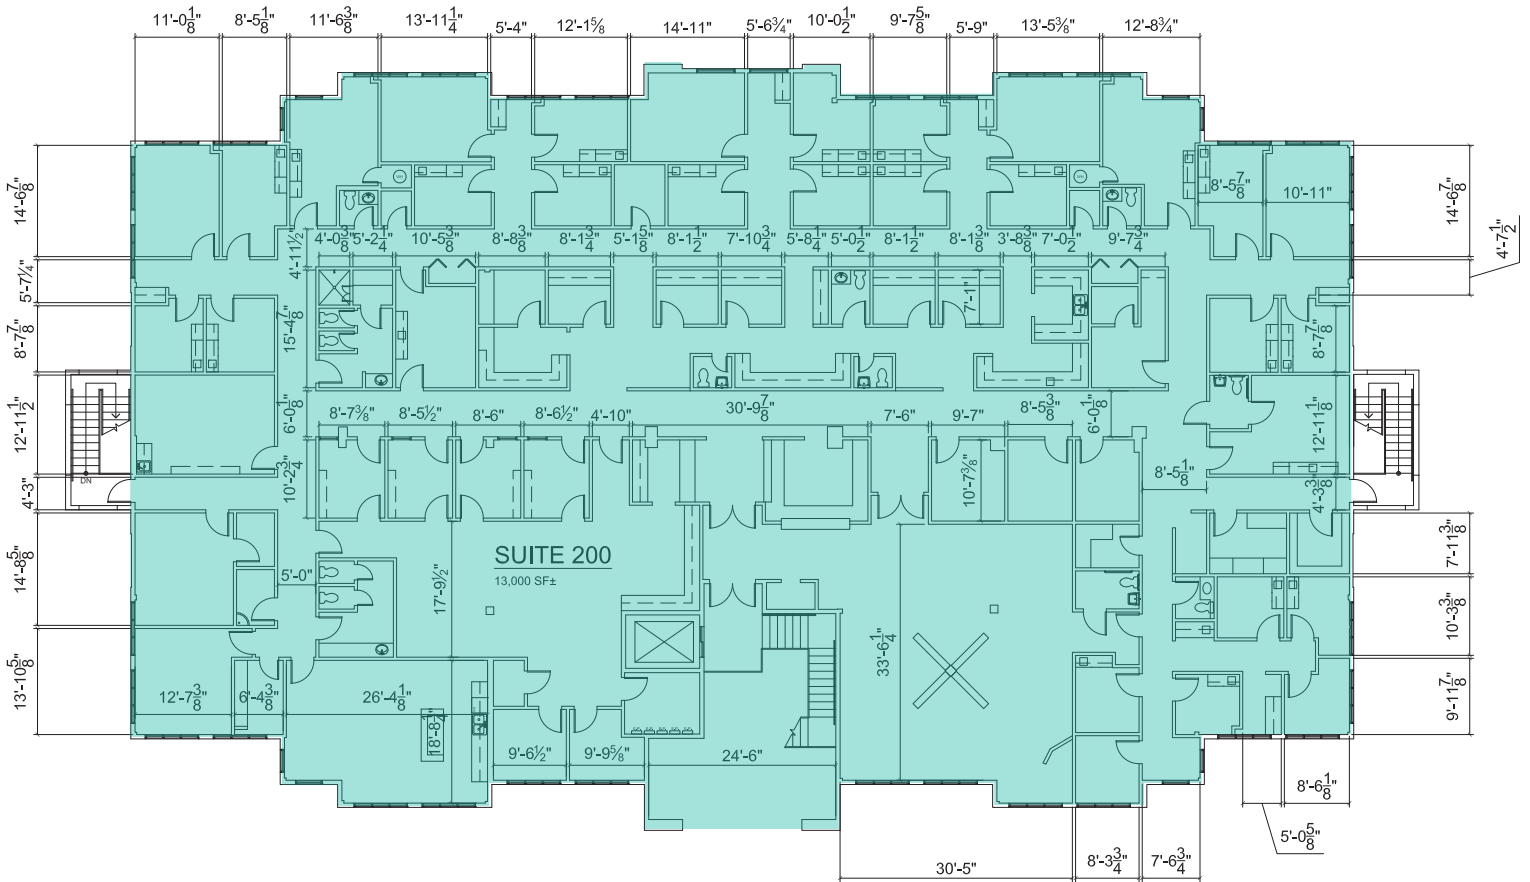 11'-0 1/8" 8'-5 1/8" 11'-6 3/8" 13'-11 1/4" 5'-4" 12'-1 5/8" 14'-11" 5'-6 3/4" 10'-0 1/2" 9'-7 5/8" 5'-9" 13'-5 3/8" 12'-8 3/4"
14'-6 7/8" 8'-5 7/8" 10'-11" 14'-6 7/8"
4'-7 1/2"
4'-11 1/2" 4'-0 3/8" 5'-2 1/4" 10'-5 3/8" 8'-8 3/8" 8'-1 3/4" 5'-1 5/8" 8'-1 1/2" 7'-10 3/4" 5'-8 1/4" 5'-0 1/2" 8'-1 1/2" 8'-1 3/8" 3'-8 3/8" 7'-0 1/2" 9'-7 3/4"
5'-7 1/4"
8'-7 7/8" 15'-4 7/8" 7'-1" 8'-7 7/8"
12'-11 1/2" 6'-0 1/8" 8'-7 3/8" 8'-5 1/2" 8'-6" 8'-6 1/2" 4'-10" 30'-9 7/8" 7'-6" 9'-7" 8'-5 3/8" 6'-0 1/8" 12'-11 1/8"
10'-2 3/4" 10'-7 3/8" 8'-5 1/8"
DN
4'-3" 4'-3 3/8"
14'-8 5/8" 7'-11 3/8"
SUITE 200
13,000 SF±
5'-0" 17'-9 1/2" 10'-3 3/8"
33'-6 1/4"
13'-10 5/8" 12'-7 3/8" 6'-4 3/8" 26'-4 1/8" 9'-11 7/8"
18'-8 1/4"
9'-6 1/2" 9'-9 5/8" 24'-6"
8'-6 1/8"
5'-0 5/8"
30'-5" 8'-3 3/4" 7'-6 3/4"